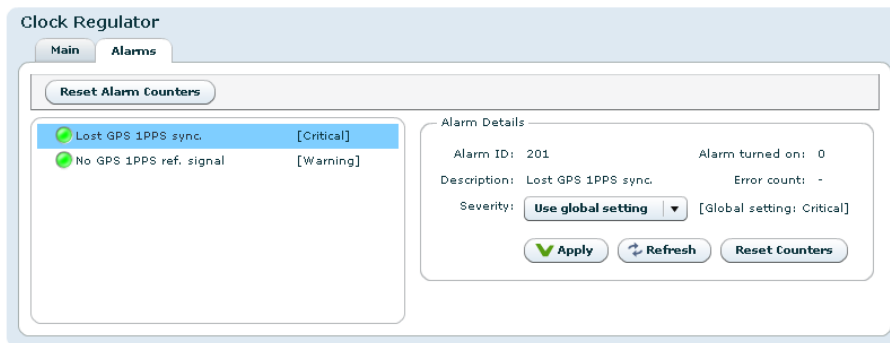 Clock Regulator
Main
Alarms
Reset Alarm Counters
Lost GPS 1PPS sync. [Critical]
No GPS 1PPS ref. signal [Warning]
Alarm Details
Alarm ID: 201 Alarm turned on: 0
Description: Lost GPS 1PPS sync. Error count: -
Severity: Use global setting [Global setting: Critical]
Apply Refresh Reset Counters